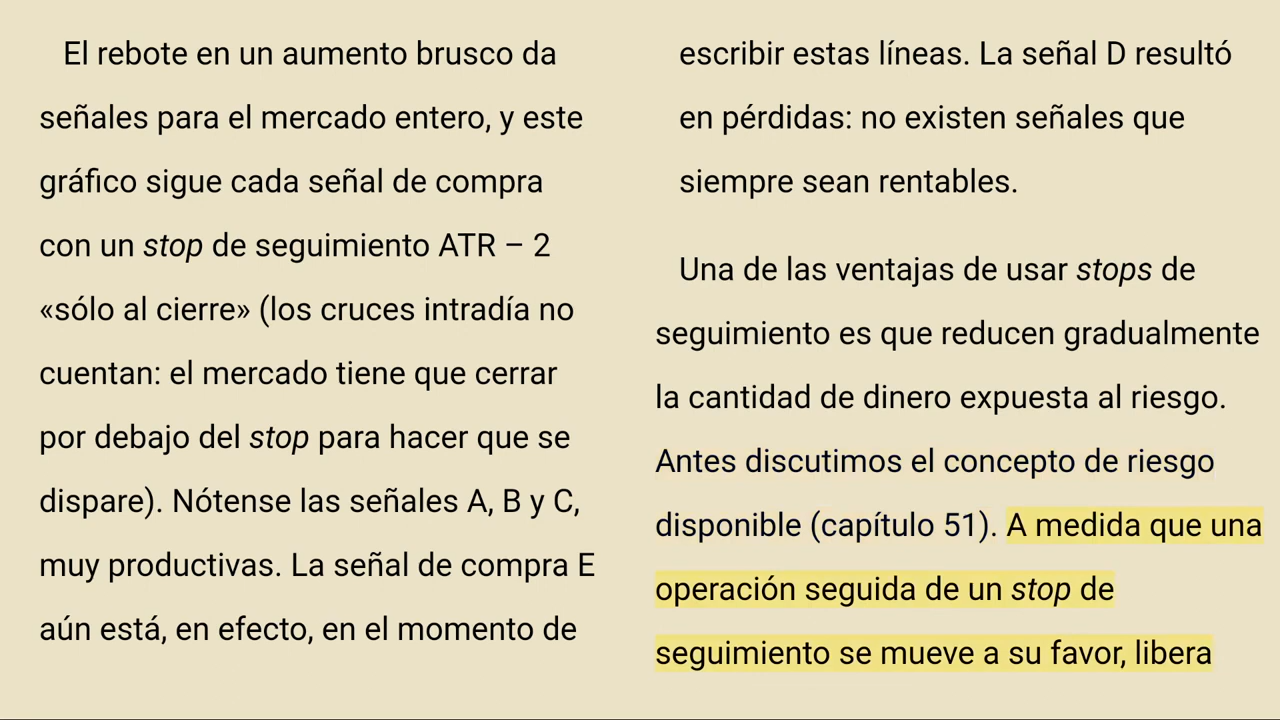 El rebote en un aumento brusco da
señales para el mercado entero, y este
gráfico sigue cada señal de compra
con un stop de seguimiento ATR – 2
«sólo al cierre» (los cruces intradía no
cuentan: el mercado tiene que cerrar
por debajo del stop para hacer que se
dispare). Nótense las señales A, B y C,
muy productivas. La señal de compra E
aún está, en efecto, en el momento de
escribir estas líneas. La señal D resultó
en pérdidas: no existen señales que
siempre sean rentables.
Una de las ventajas de usar stops de
seguimiento es que reducen gradualmente
la cantidad de dinero expuesta al riesgo.
Antes discutimos el concepto de riesgo
disponible (capítulo 51). A medida que una
operación seguida de un stop de
seguimiento se mueve a su favor, libera